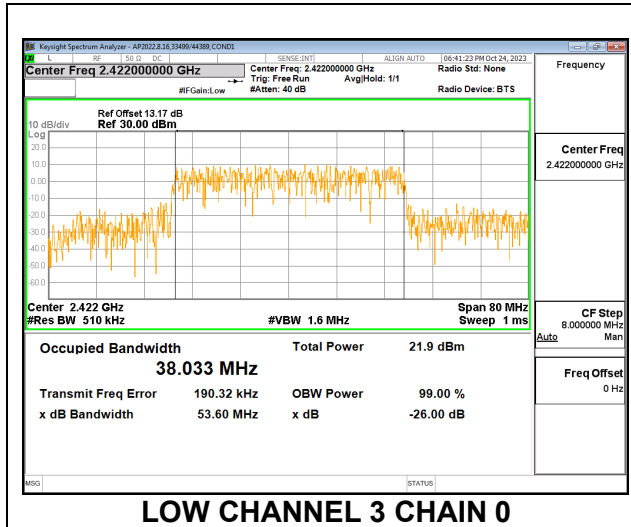 Keysight Spectrum Analyzer - AP2022.8.16,33499/44389,COND1
L RF 50 Ω DC SENSE:INT ALIGN AUTO 06:41:23 PM Oct 24, 2023
Center Freq 2.422000000 GHz
Center Freq: 2.422000000 GHz Radio Std: None
Trig: Free Run Avg|Hold: 1/1
#IFGain:Low #Atten: 40 dB Radio Device: BTS
Frequency
Ref Offset 13.17 dB
10 dB/div Ref 30.00 dBm
Log
20.0
10.0
0.00
-10.0
-20.0
-30.0
-40.0
-50.0
-60.0
Center 2.422 GHz Span 80 MHz
#Res BW 510 kHz #VBW 1.6 MHz Sweep 1 ms
Center Freq
2.422000000 GHz
CF Step
8.000000 MHz
Auto Man
Freq Offset
0 Hz
Occupied Bandwidth Total Power 21.9 dBm
38.033 MHz
Transmit Freq Error 190.32 kHz OBW Power 99.00 %
x dB Bandwidth 53.60 MHz x dB -26.00 dB
MSG STATUS
LOW CHANNEL 3 CHAIN 0